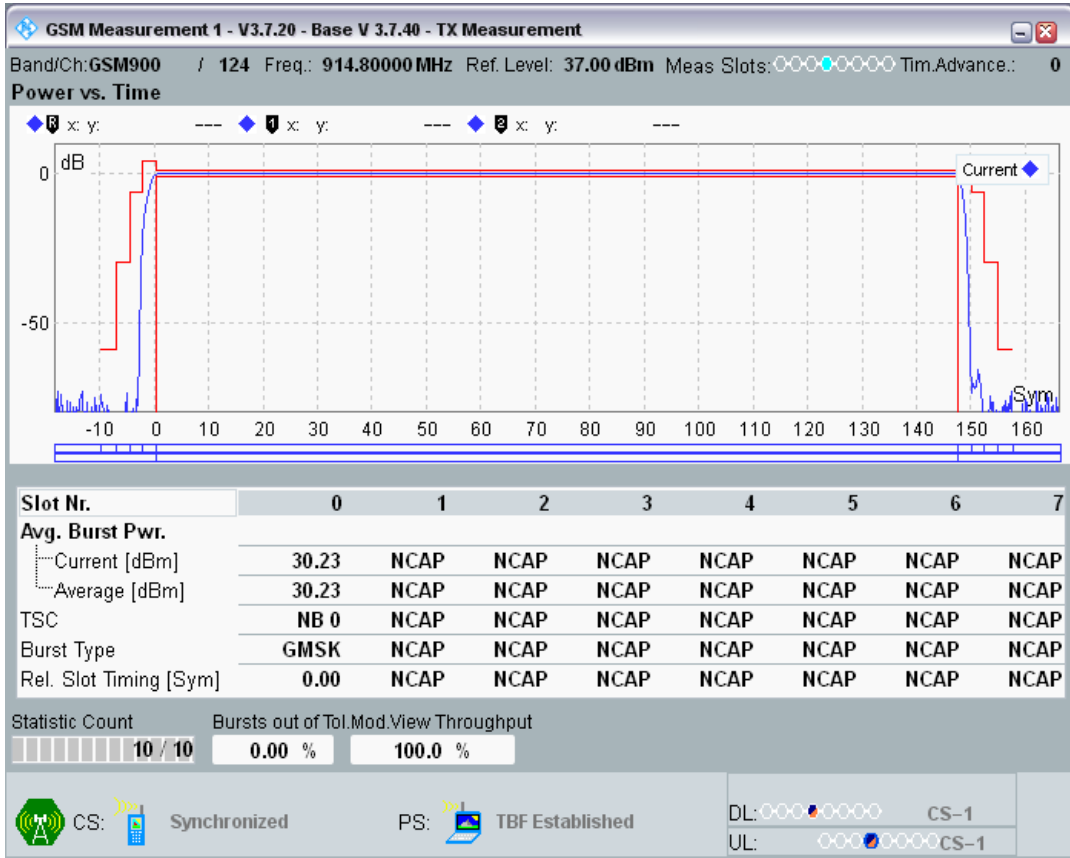 GSM Measurement 1 - V3.7.20 - Base V 3.7.40 - TX Measurement
Band/Ch:GSM900 / 124 Freq.: 914.80000 MHz Ref. Level: 37.00 dBm Meas Slots: Tim.Advance.: 0
Power vs. Time
R x: y: --- 1 x: y: --- 2 x: y: ---
dB
Current
0
-50
Sym
-10 0 10 20 30 40 50 60 70 80 90 100 110 120 130 140 150 160
Slot Nr. 0 1 2 3 4 5 6 7
Avg. Burst Pwr.
Current [dBm] 30.23 NCAP NCAP NCAP NCAP NCAP NCAP NCAP
Average [dBm] 30.23 NCAP NCAP NCAP NCAP NCAP NCAP NCAP
TSC NB 0 NCAP NCAP NCAP NCAP NCAP NCAP NCAP
Burst Type GMSK NCAP NCAP NCAP NCAP NCAP NCAP NCAP
Rel. Slot Timing [Sym] 0.00 NCAP NCAP NCAP NCAP NCAP NCAP NCAP
Statistic Count Bursts out of Tol.Mod.View Throughput
10 / 10 0.00 % 100.0 %
CS: Synchronized PS: TBF Established DL: CS-1
UL: CS-1